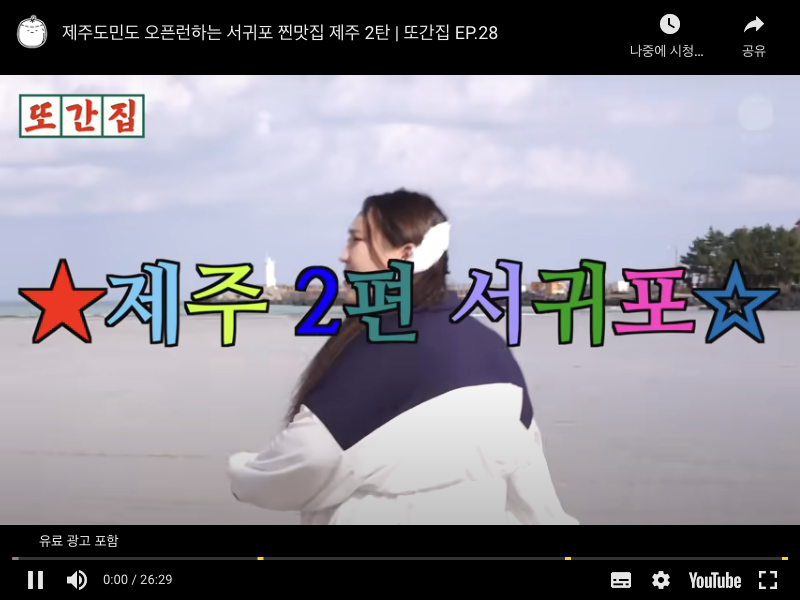 제주도민도 오픈런하는 서귀포 찐맛집 제주 2탄 | 또간집 EP.28
나중에 시청...
공유
또간집
★제주 2편 서귀포☆
유료 광고 포함
0:00 / 26:29
YouTube